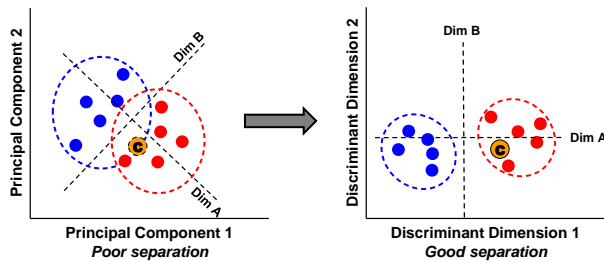 Principal Component 2
Dim B
C
Dim A
Principal Component 1
Poor separation
Discriminant Dimension 2
Dim B
Dim A
C
Discriminant Dimension 1
Good separation